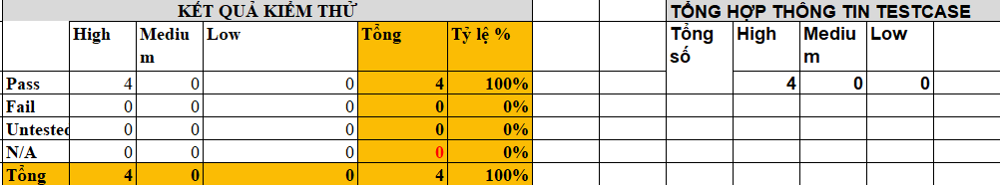 KẾT QUẢ KIỂM THỬ TỔNG HỢP THÔNG TIN TESTCASE
High Mediu m Low Tổng Tỷ lệ % Tổng số High Mediu m Low
Pass 4 0 0 4 100% 4 0 0
Fail 0 0 0 0 0%
Untested 0 0 0 0 0%
N/A 0 0 0 0 0%
Tổng 4 0 0 4 100%